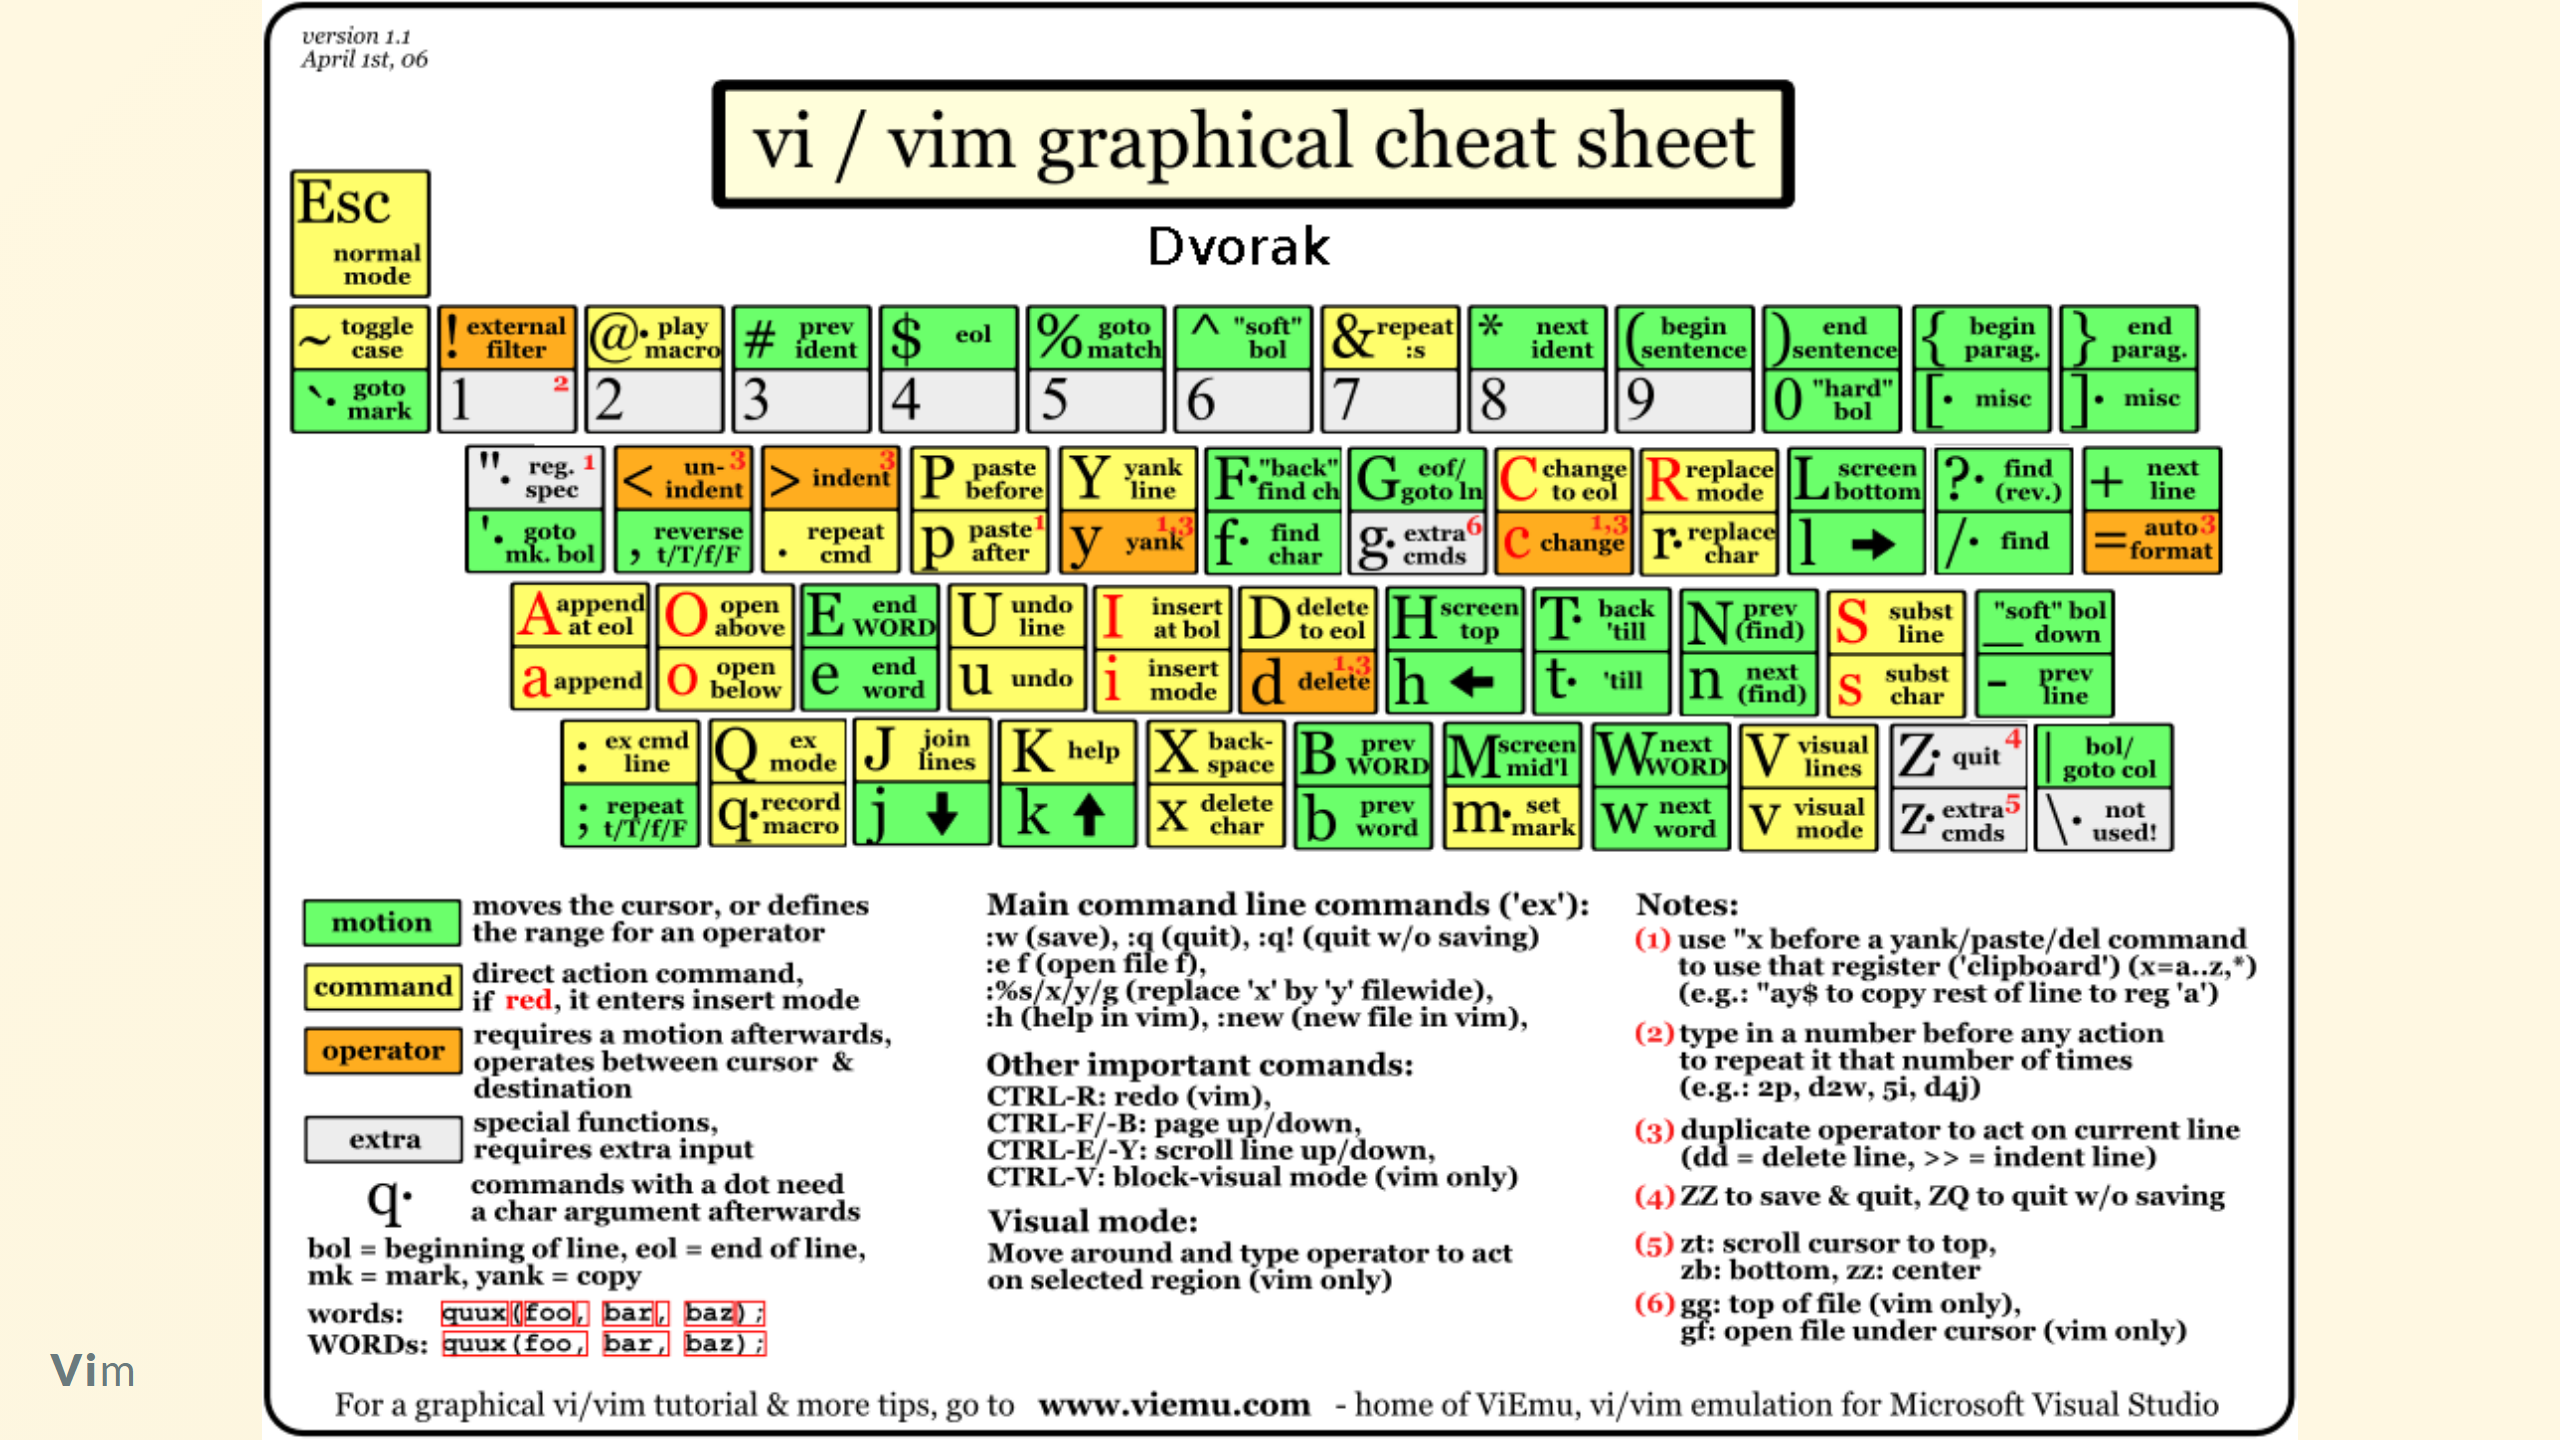 version 1.1
April 1st, 06
vi / vim graphical cheat sheet
Dvorak
Esc normal mode
~ toggle case
! external filter
@· play macro
# prev ident
$ eol
% goto match
^ "soft" bol
& repeat :s
* next ident
( begin sentence
) end sentence
{ begin parag.
} end parag.
`· goto mark
1 2
2
3
4
5
6
7
8
9
0 "hard" bol
[· misc
]· misc
"· reg. spec 1
< un-indent 3
> indent 3
P paste before
Y yank line
F· "back" find ch
G eof/ goto ln
C change to eol
R replace mode
L screen bottom
?· find (rev.)
+ next line
'· goto mk. bol
, reverse t/T/f/F
. repeat cmd
p paste after 1
y yank 1,3
f· find char
g· extra cmds 6
c change 1,3
r· replace char
l ➡
/· find
= auto format 3
A append at eol
O open above
E end WORD
U undo line
I insert at bol
D delete to eol
H screen top
T· back 'till
N prev (find)
S subst line
_ "soft" bol down
a append
o open below
e end word
u undo
i insert mode
d delete 1,3
h ⬅
t· 'till
n next (find)
s subst char
- prev line
: ex cmd line
Q ex mode
J join lines
K help
X back-space
B prev WORD
M screen mid'l
W next WORD
V visual lines
Z· quit 4
| bol/ goto col
; repeat t/T/f/F
q· record macro
j ⬇
k ⬆
x delete char
b prev word
m· set mark
w next word
v visual mode
z· extra cmds 5
\· not used!
motion moves the cursor, or defines
the range for an operator
command direct action command,
if red, it enters insert mode
operator requires a motion afterwards,
operates between cursor &
destination
extra special functions,
requires extra input
q· commands with a dot need
a char argument afterwards
bol = beginning of line, eol = end of line,
mk = mark, yank = copy
words: quux(foo, bar, baz);
WORDs: quux(foo, bar, baz);
Main command line commands ('ex'):
:w (save), :q (quit), :q! (quit w/o saving)
:e f (open file f),
:%s/x/y/g (replace 'x' by 'y' filewide),
:h (help in vim), :new (new file in vim),
Other important comands:
CTRL-R: redo (vim),
CTRL-F/-B: page up/down,
CTRL-E/-Y: scroll line up/down,
CTRL-V: block-visual mode (vim only)
Visual mode:
Move around and type operator to act
on selected region (vim only)
Notes:
(1) use "x before a yank/paste/del command
to use that register ('clipboard') (x=a..z,*)
(e.g.: "ay$ to copy rest of line to reg 'a')
(2) type in a number before any action
to repeat it that number of times
(e.g.: 2p, d2w, 5i, d4j)
(3) duplicate operator to act on current line
(dd = delete line, >> = indent line)
(4) ZZ to save & quit, ZQ to quit w/o saving
(5) zt: scroll cursor to top,
zb: bottom, zz: center
(6) gg: top of file (vim only),
gf: open file under cursor (vim only)
For a graphical vi/vim tutorial & more tips, go to www.viemu.com - home of ViEmu, vi/vim emulation for Microsoft Visual Studio
Vim